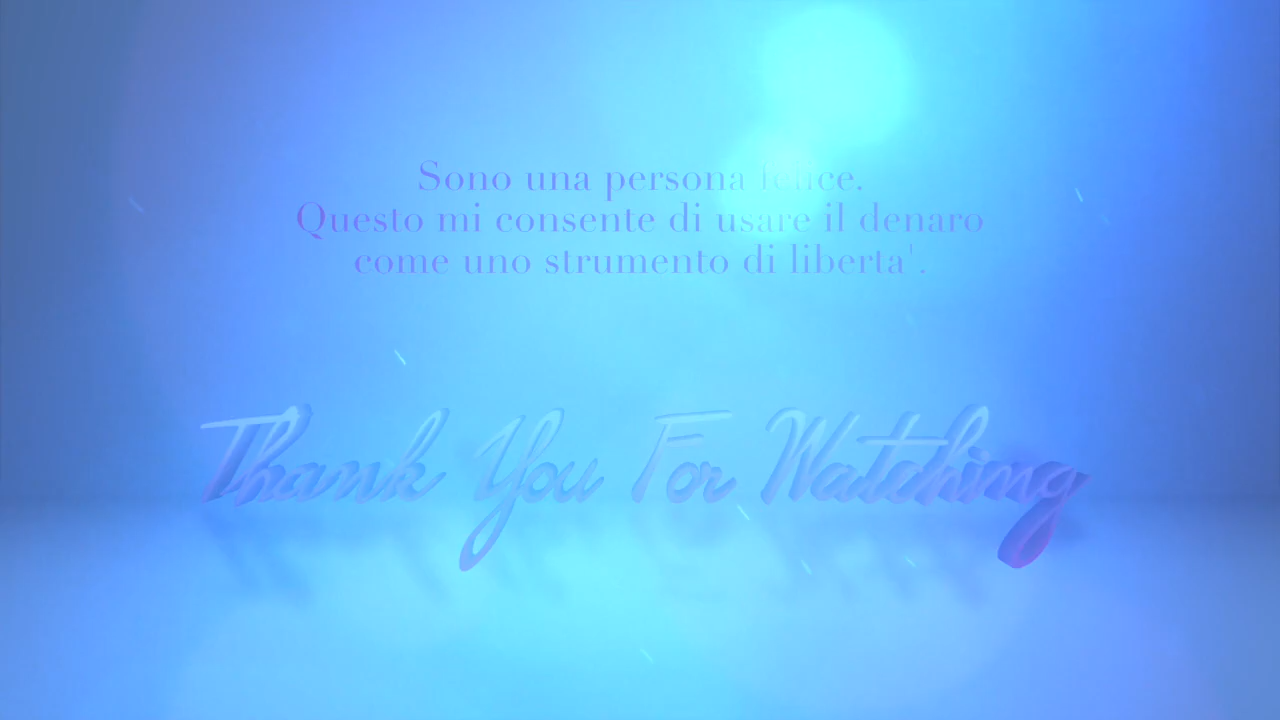 Sono una persona felice.
Questo mi consente di usare il denaro
come uno strumento di liberta'.
Thank You For Watching